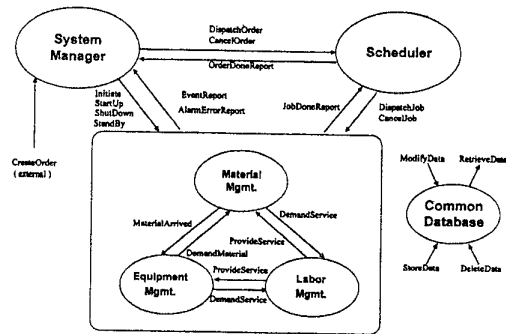 DispatchOrder
CancelOrder
System
Manager
Scheduler
OrderDoneReport
Initiate
StartUp
ShutDown
StandBy
EventReport
AlarmErrorReport
JobDoneReport
DispatchJob
CancelJob
CreateOrder
( external )
Material
Mgmt.
ModifyData
RetrieveData
Common
Database
MaterialArrived
DemandService
ProvideService
DemandMaterial
Equipment
Mgmt.
ProvideService
DemandService
Labor
Mgmt.
StoreData
DeleteData